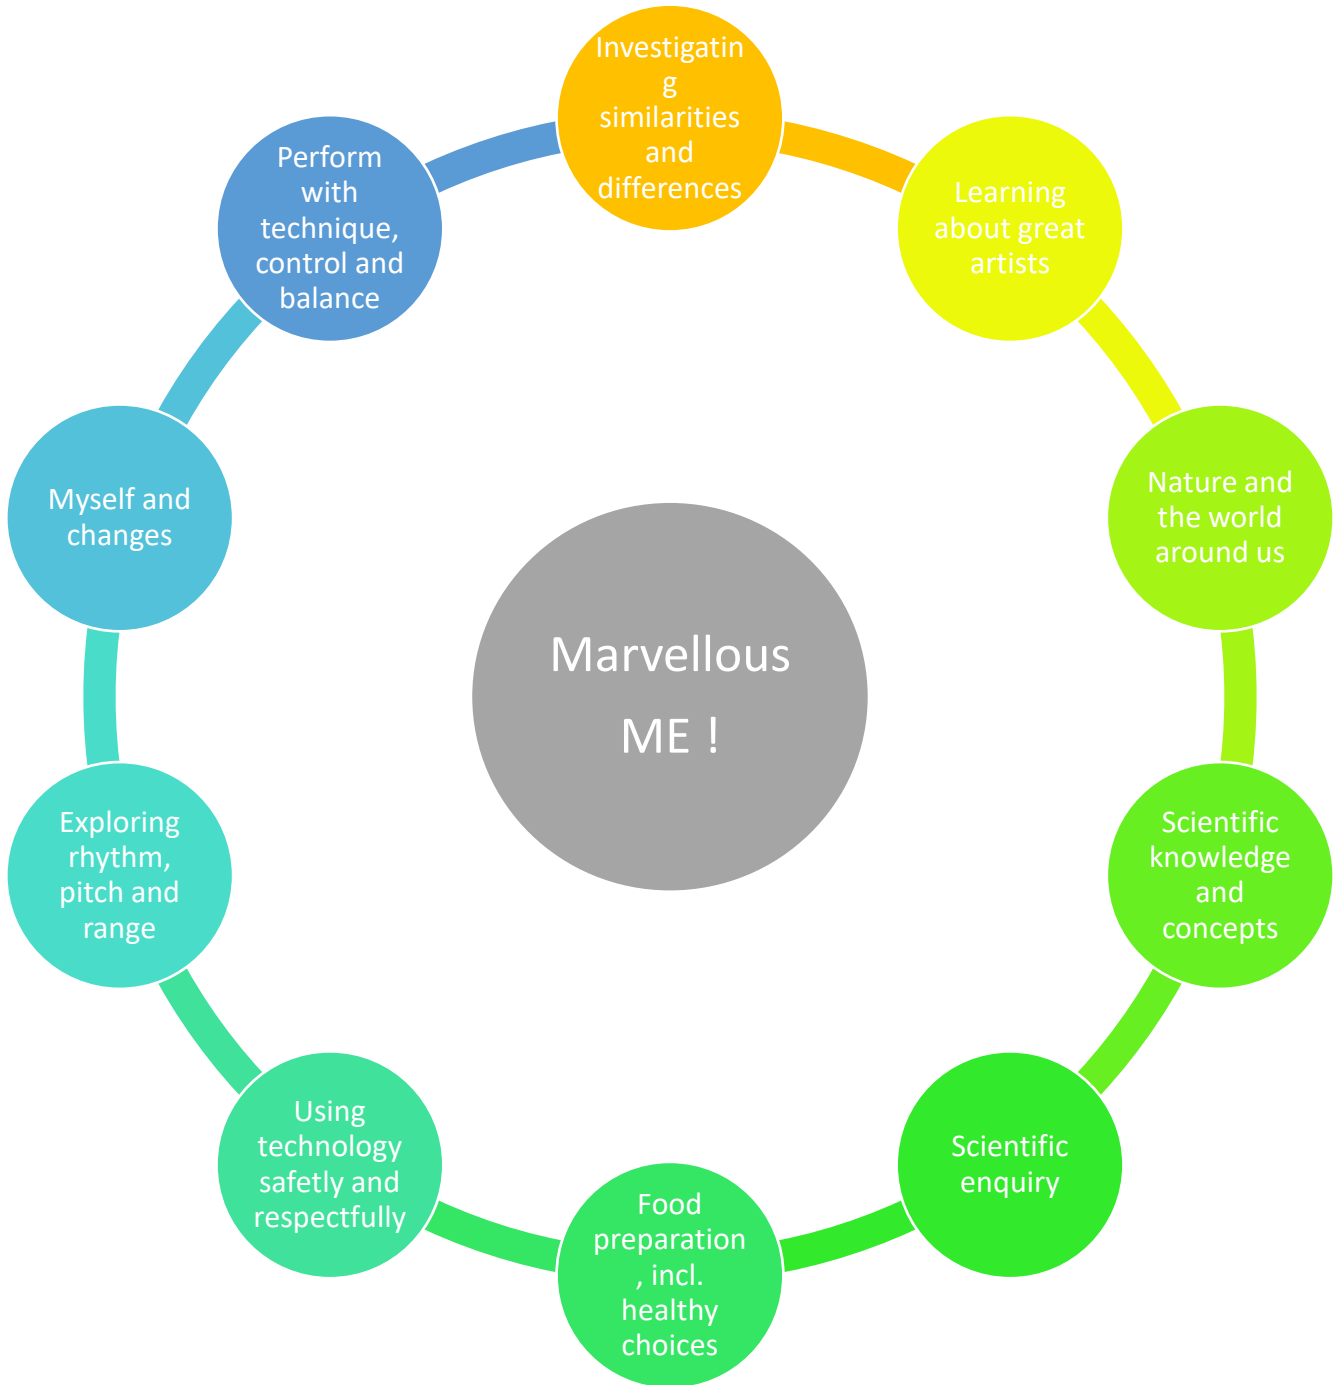 Investigatin
g
similarities
and
differences
Learning
about great
artists
Nature and
the world
around us
Scientific
knowledge
and
concepts
Scientific
enquiry
Food
preparation
, incl.
healthy
choices
Using
technology
safetly and
respectfully
Exploring
rhythm,
pitch and
range
Myself and
changes
Perform
with
technique,
control and
balance
Marvellous
ME !